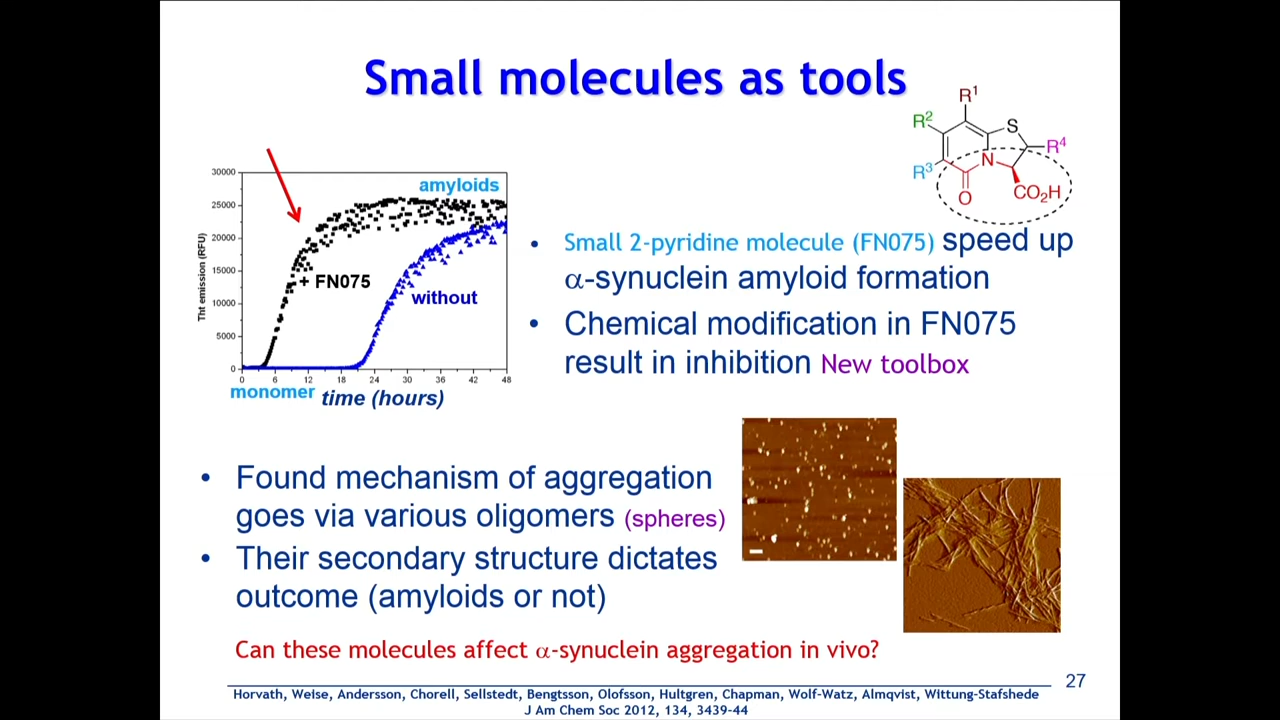 Small molecules as tools
R1
R2
S
R4
N
R3
O
CO2H
30000
25000
20000
15000
10000
5000
0
Tht emission (RFU)
amyloids
+ FN075
without
0 6 12 18 24 30 36 42 48
monomer
time (hours)
• Small 2-pyridine molecule (FN075) speed up
α-synuclein amyloid formation
• Chemical modification in FN075
result in inhibition New toolbox
• Found mechanism of aggregation
goes via various oligomers (spheres)
• Their secondary structure dictates
outcome (amyloids or not)
Can these molecules affect α-synuclein aggregation in vivo?
27
Horvath, Weise, Andersson, Chorell, Sellstedt, Bengtsson, Olofsson, Hultgren, Chapman, Wolf-Watz, Almqvist, Wittung-Stafshede
J Am Chem Soc 2012, 134, 3439-44